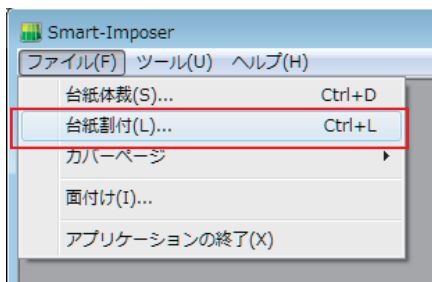 Smart-Imposer
ファイル(F) ツール(U) ヘルプ(H)
台紙体裁(S)... Ctrl+D
台紙割付(L)... Ctrl+L
カバーページ
面付け(I)...
アプリケーションの終了(X)